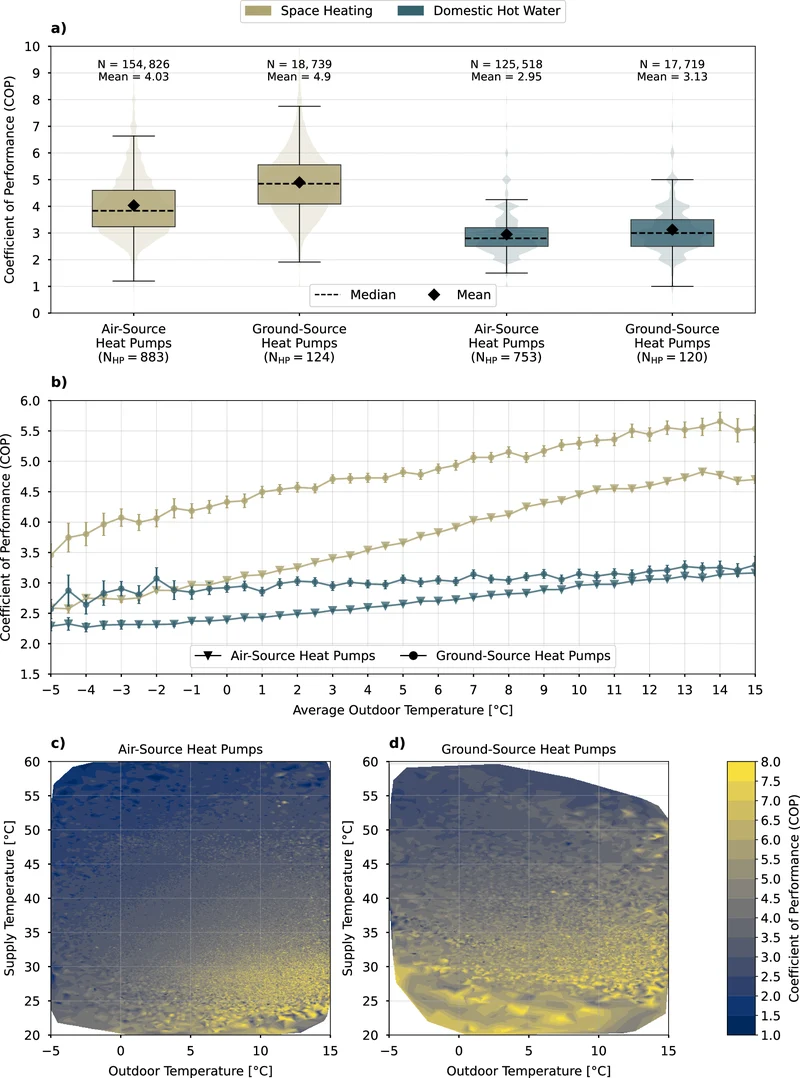 Space Heating Domestic Hot Water
a)
10
9
8
7
6
5
4
3
2
1
0
Coefficient of Performance (COP)
N = 154,826
Mean = 4.03
N = 18,739
Mean = 4.9
N = 125,518
Mean = 2.95
N = 17,719
Mean = 3.13
Median Mean
Air-Source
Heat Pumps
(NHP = 883)
Ground-Source
Heat Pumps
(NHP = 124)
Air-Source
Heat Pumps
(NHP = 753)
Ground-Source
Heat Pumps
(NHP = 120)
b)
6.0
5.5
5.0
4.5
4.0
3.5
3.0
2.5
2.0
1.5
Coefficient of Performance (COP)
Air-Source Heat Pumps Ground-Source Heat Pumps
−5 −4 −3 −2 −1 0 1 2 3 4 5 6 7 8 9 10 11 12 13 14 15
Average Outdoor Temperature [°C]
c) Air-Source Heat Pumps
60
55
50
45
40
35
30
25
20
Supply Temperature [°C]
−5 0 5 10 15
Outdoor Temperature [°C]
d) Ground-Source Heat Pumps
60
55
50
45
40
35
30
25
20
Supply Temperature [°C]
−5 0 5 10 15
Outdoor Temperature [°C]
8.0
7.0
6.5
6.0
5.5
5.0
4.5
4.0
3.5
3.0
2.5
2.0
1.5
1.0
Coefficient of Performance (COP)